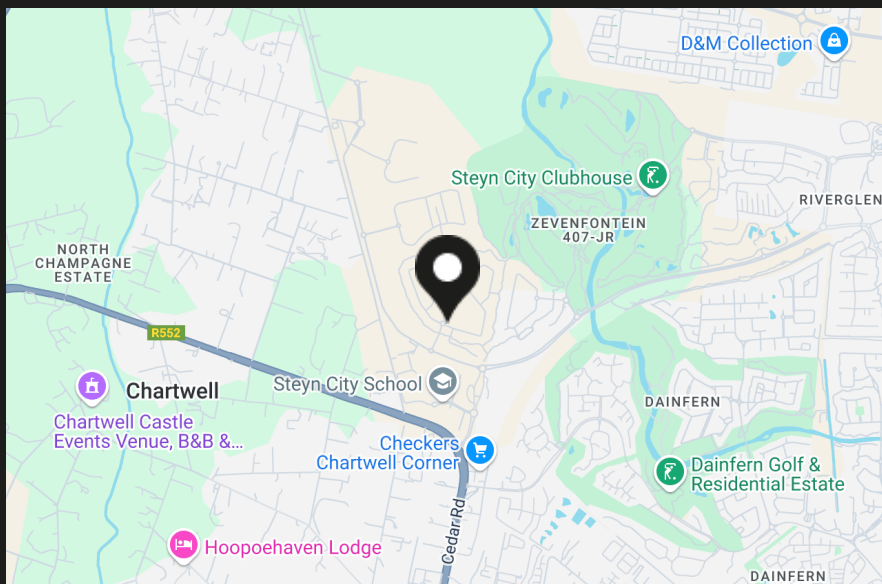 D&M Collection
Steyn City Clubhouse
RIVERGLEN
ZEVENFONTEIN
407-JR
NORTH
CHAMPAGNE
ESTATE
R552
Steyn City School
Chartwell
DAINFERN
Chartwell Castle
Events Venue, B&B &...
Checkers
Chartwell Corner
Dainfern Golf &
Residential Estate
Cedar Rd
Hoopoehaven Lodge
DAINFERN